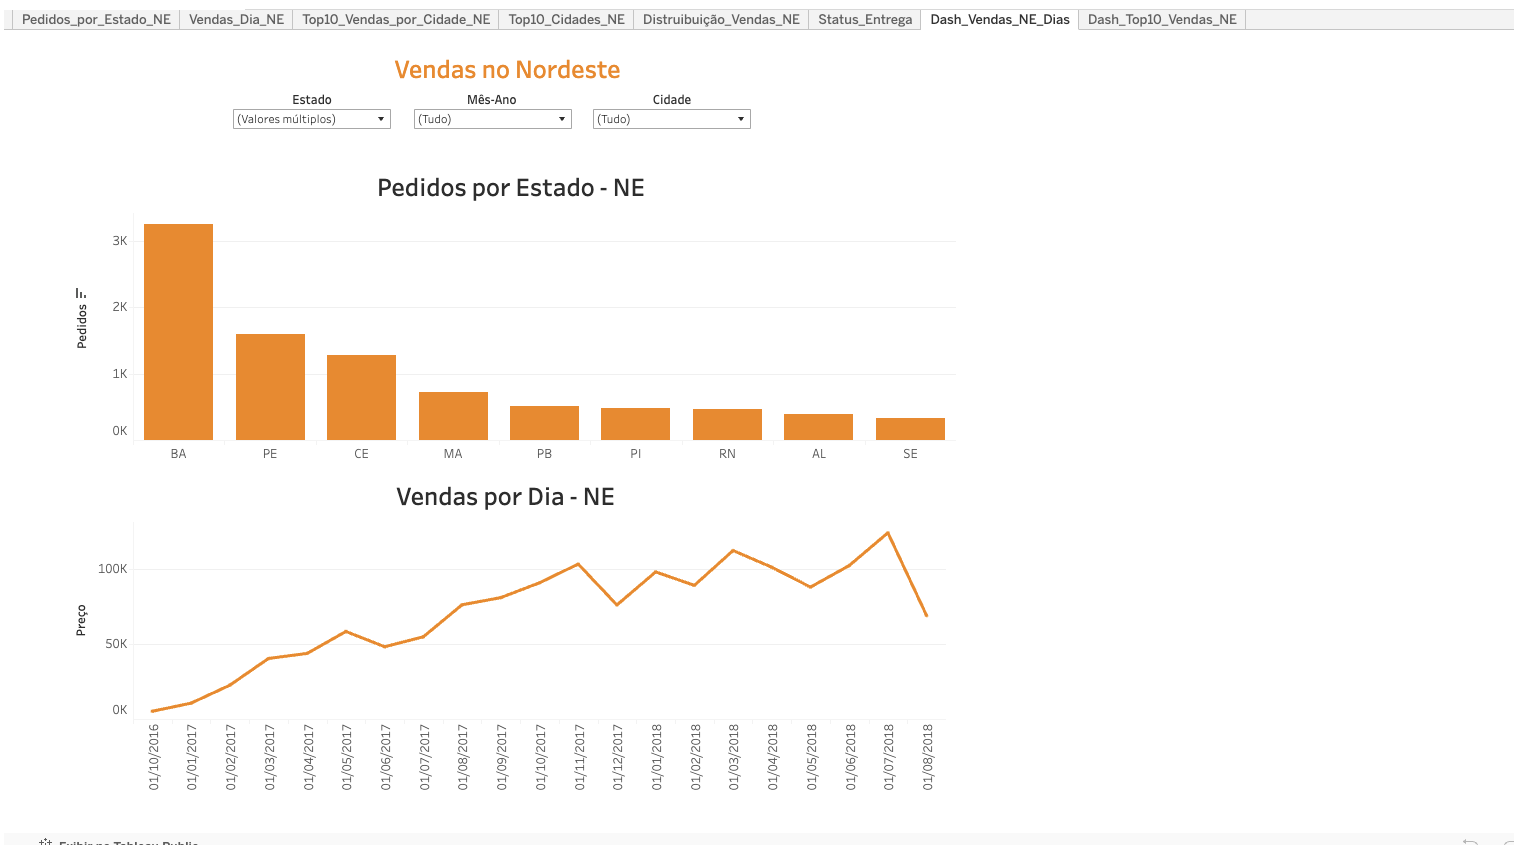 Pedidos_por_Estado_NE Vendas_Dia_NE Top10_Vendas_por_Cidade_NE Top10_Cidades_NE Distruibuição_Vendas_NE Status_Entrega Dash_Vendas_NE_Dias Dash_Top10_Vendas_NE
Vendas no Nordeste
Estado Mês-Ano Cidade
(Valores múltiplos) (Tudo) (Tudo)
Pedidos por Estado - NE
Pedidos
3K
2K
1K
0K
BA PE CE MA PB PI RN AL SE
Vendas por Dia - NE
Preço
100K
50K
0K
01/10/2016 01/01/2017 01/02/2017 01/03/2017 01/04/2017 01/05/2017 01/06/2017 01/07/2017 01/08/2017 01/09/2017 01/10/2017 01/11/2017 01/12/2017 01/01/2018 01/02/2018 01/03/2018 01/04/2018 01/05/2018 01/06/2018 01/07/2018 01/08/2018
Exibir no Tableau Public